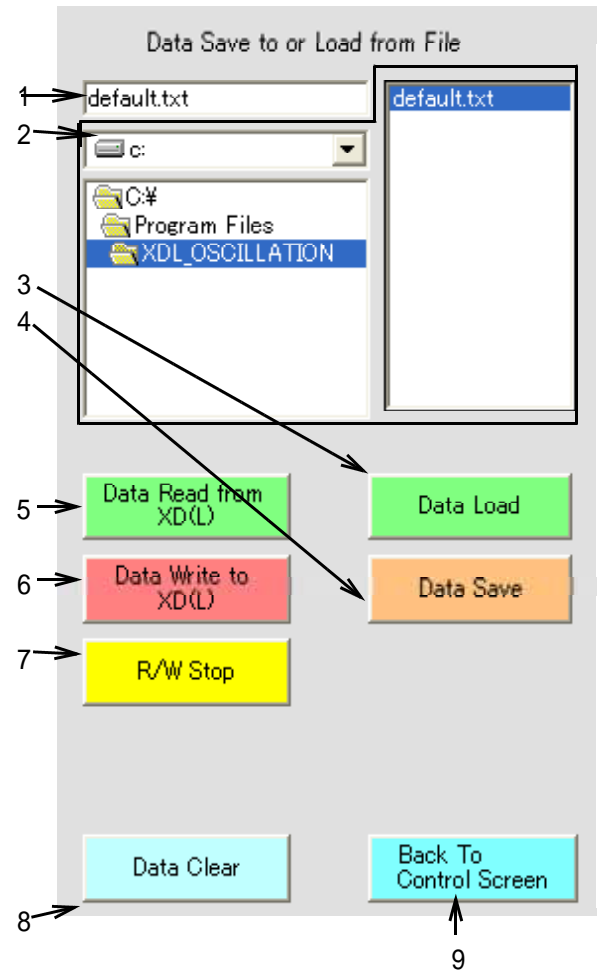 Data Save to or Load from File
1
default.txt
default.txt
2
c:
C:¥
Program Files
XDL_OSCILLATION
3
4
5
Data Read from
XD(L)
Data Load
6
Data Write to
XD(L)
Data Save
7
R/W Stop
Data Clear
Back To
Control Screen
8
9